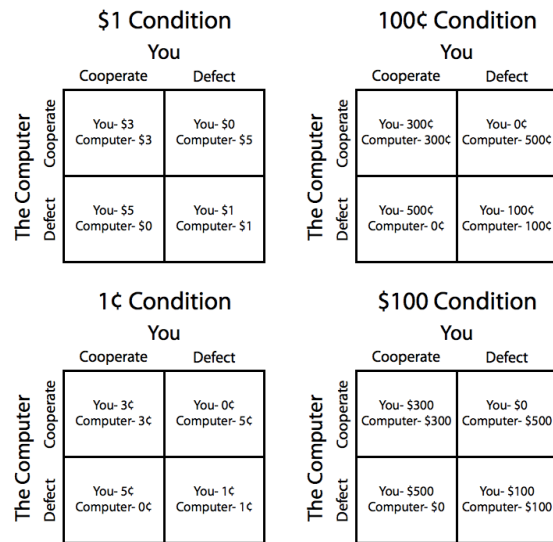 $1 Condition
You
Cooperate Defect
The Computer
Cooperate
Defect
You- $3
Computer- $3
You- $0
Computer- $5
You- $5
Computer- $0
You- $1
Computer- $1
100¢ Condition
You
Cooperate Defect
The Computer
Cooperate
Defect
You- 300¢
Computer- 300¢
You- 0¢
Computer- 500¢
You- 500¢
Computer- 0¢
You- 100¢
Computer- 100¢
1¢ Condition
You
Cooperate Defect
The Computer
Cooperate
Defect
You- 3¢
Computer- 3¢
You- 0¢
Computer- 5¢
You- 5¢
Computer- 0¢
You- 1¢
Computer- 1¢
$100 Condition
You
Cooperate Defect
The Computer
Cooperate
Defect
You- $300
Computer- $300
You- $0
Computer- $500
You- $500
Computer- $0
You- $100
Computer- $100